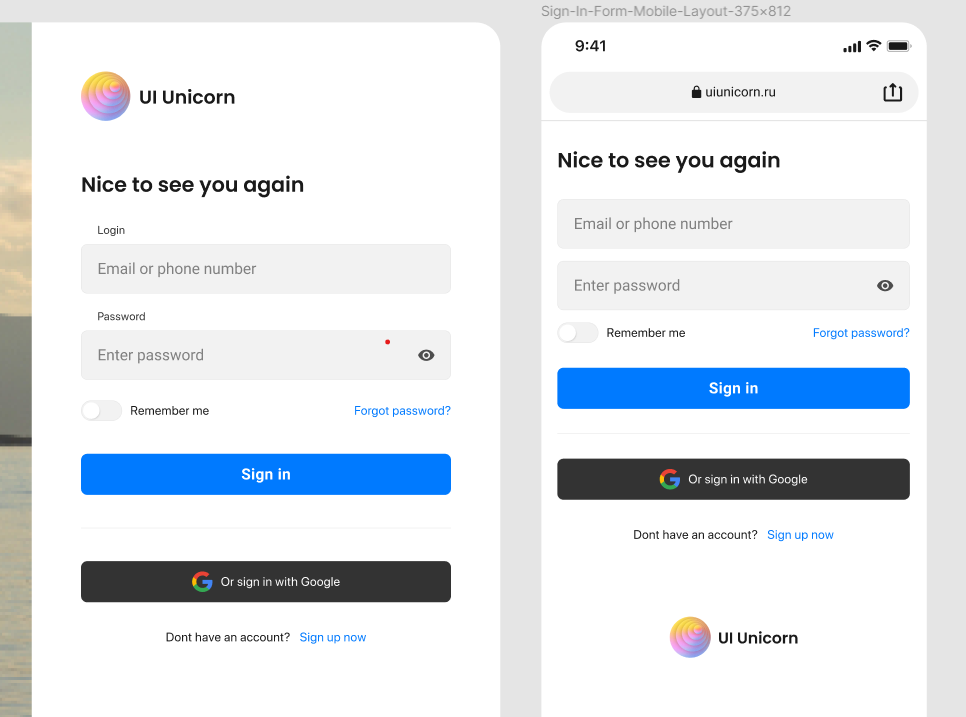 UI Unicorn
Nice to see you again
Login
Email or phone number
Password
Enter password
Remember me
Forgot password?
Sign in
Or sign in with Google
Dont have an account? Sign up now
Sign-In-Form-Mobile-Layout-375×812
9:41
uiunicorn.ru
Nice to see you again
Email or phone number
Enter password
Remember me
Forgot password?
Sign in
Or sign in with Google
Dont have an account? Sign up now
UI Unicorn